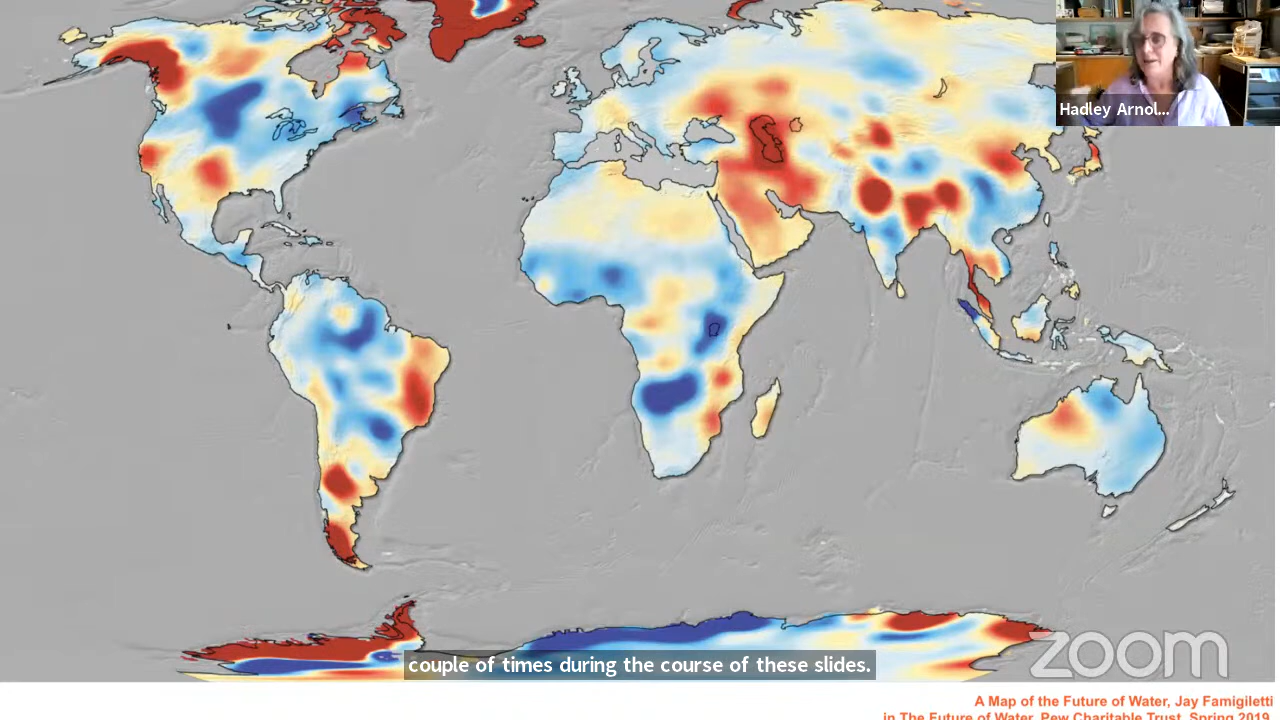 Hadley Arnol...
couple of times during the course of these slides.
zoom
A Map of the Future of Water, Jay Famigiletti
in The Future of Water, Pew Charitable Trust, Spring 2019.